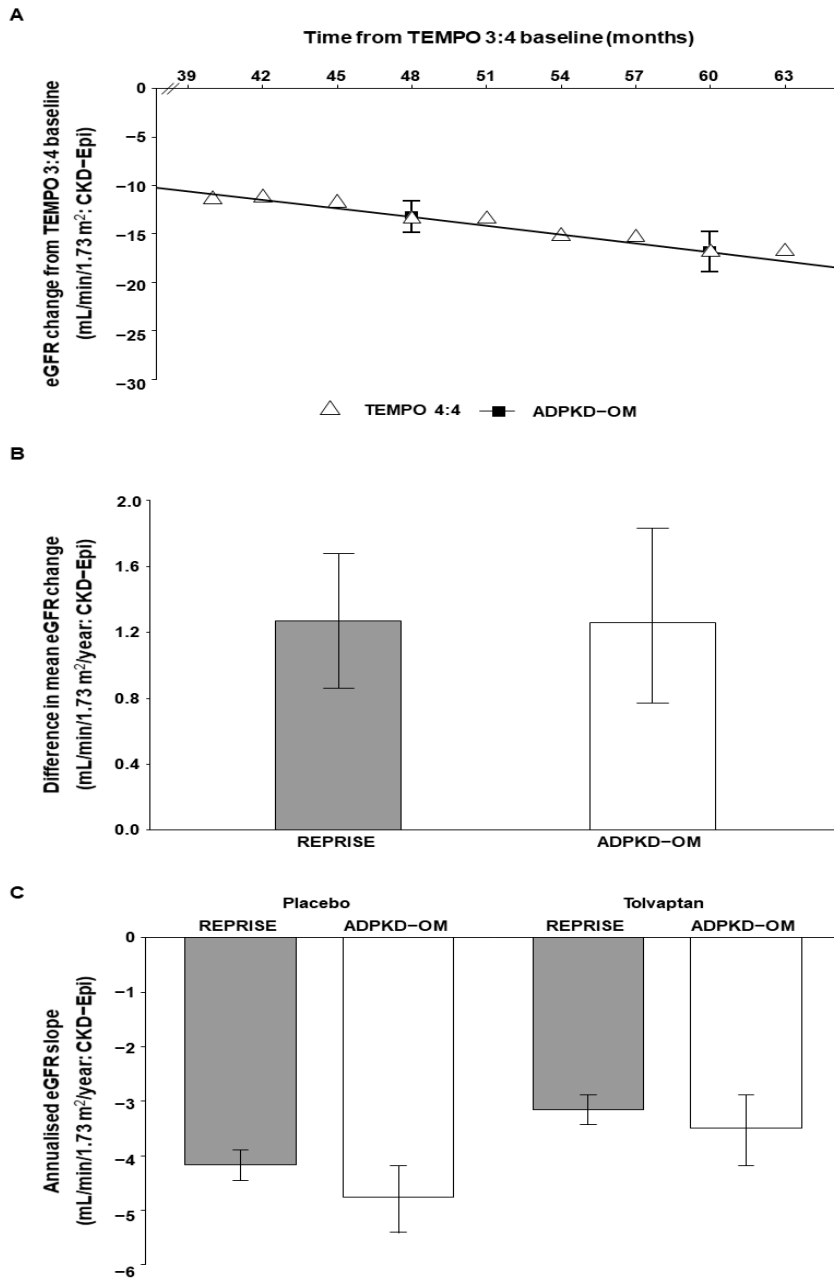 A
Time from TEMPO 3:4 baseline (months)
39 42 45 48 51 54 57 60 63
0
−5
−10
−15
−20
−25
−30
eGFR change from TEMPO 3:4 baseline
(mL/min/1.73 m²: CKD−Epi)
TEMPO 4:4 ADPKD−OM
B
2.0
1.6
1.2
0.8
0.4
0.0
Difference in mean eGFR change
(mL/min/1.73 m²/year: CKD−Epi)
REPRISE ADPKD−OM
C
Placebo Tolvaptan
REPRISE ADPKD−OM REPRISE ADPKD−OM
0
−1
−2
−3
−4
−5
−6
Annualised eGFR slope
(mL/min/1.73 m²/year: CKD−Epi)